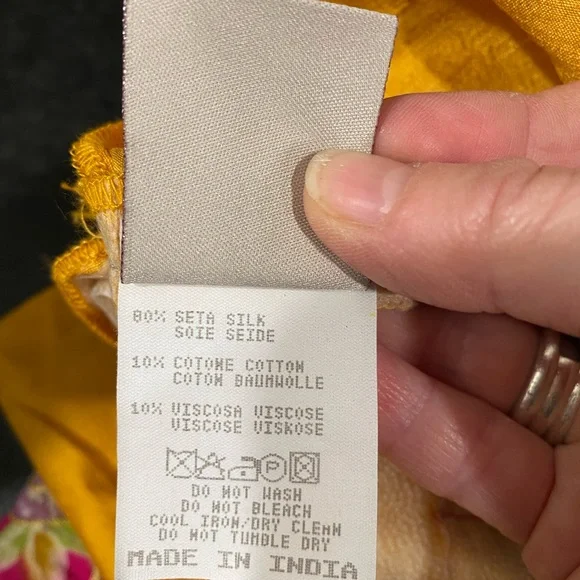 80% SETA SILK
SOIE SEIDE
10% COTONE COTTON
COTON BAUMWOLLE
10% VISCOSA VISCOSE
VISCOSE VISKOSE
P
DO NOT WASH
DO NOT BLEACH
COOL IRON/DRY CLEAN
DO NOT TUMBLE DRY
MADE IN INDIA